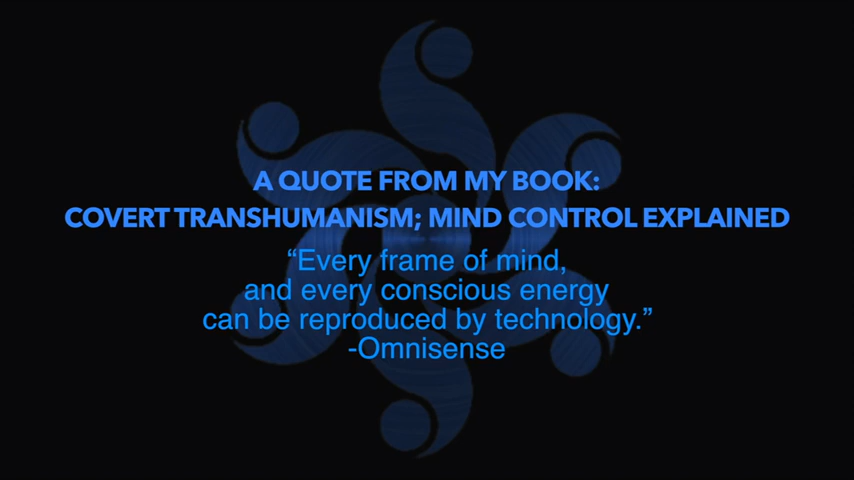 A QUOTE FROM MY BOOK:
COVERT TRANSHUMANISM; MIND CONTROL EXPLAINED
“Every frame of mind,
and every conscious energy
can be reproduced by technology.”
-Omnisense